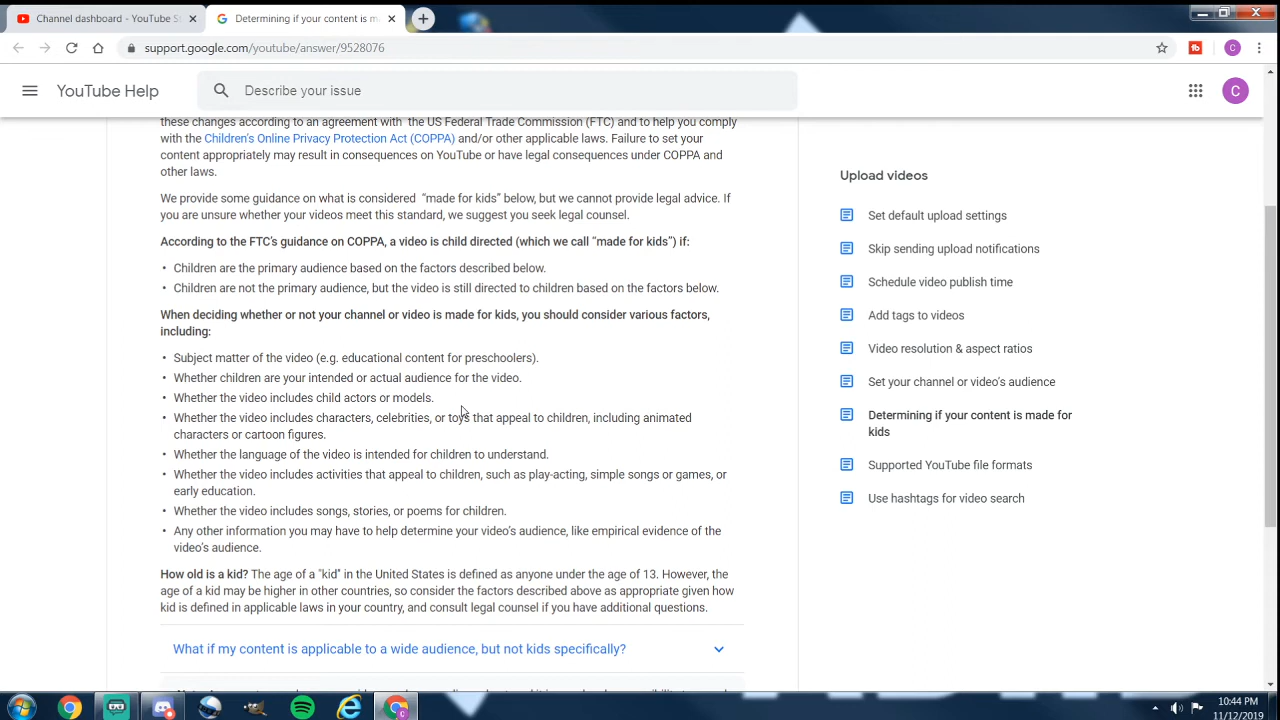 Channel dashboard - YouTube S
Determining if your content is m
support.google.com/youtube/answer/9528076
YouTube Help
Describe your issue
C
these changes according to an agreement with the US Federal Trade Commission (FTC) and to help you comply
with the Children's Online Privacy Protection Act (COPPA) and/or other applicable laws. Failure to set your
content appropriately may result in consequences on YouTube or have legal consequences under COPPA and
other laws.
We provide some guidance on what is considered “made for kids” below, but we cannot provide legal advice. If
you are unsure whether your videos meet this standard, we suggest you seek legal counsel.
According to the FTC’s guidance on COPPA, a video is child directed (which we call “made for kids”) if:
• Children are the primary audience based on the factors described below.
• Children are not the primary audience, but the video is still directed to children based on the factors below.
When deciding whether or not your channel or video is made for kids, you should consider various factors,
including:
• Subject matter of the video (e.g. educational content for preschoolers).
• Whether children are your intended or actual audience for the video.
• Whether the video includes child actors or models.
• Whether the video includes characters, celebrities, or toys that appeal to children, including animated
characters or cartoon figures.
• Whether the language of the video is intended for children to understand.
• Whether the video includes activities that appeal to children, such as play-acting, simple songs or games, or
early education.
• Whether the video includes songs, stories, or poems for children.
• Any other information you may have to help determine your video’s audience, like empirical evidence of the
video’s audience.
How old is a kid? The age of a "kid" in the United States is defined as anyone under the age of 13. However, the
age of a kid may be higher in other countries, so consider the factors described above as appropriate given how
kid is defined in applicable laws in your country, and consult legal counsel if you have additional questions.
What if my content is applicable to a wide audience, but not kids specifically?
Upload videos
Set default upload settings
Skip sending upload notifications
Schedule video publish time
Add tags to videos
Video resolution & aspect ratios
Set your channel or video's audience
Determining if your content is made for
kids
Supported YouTube file formats
Use hashtags for video search
10:44 PM
11/12/2019